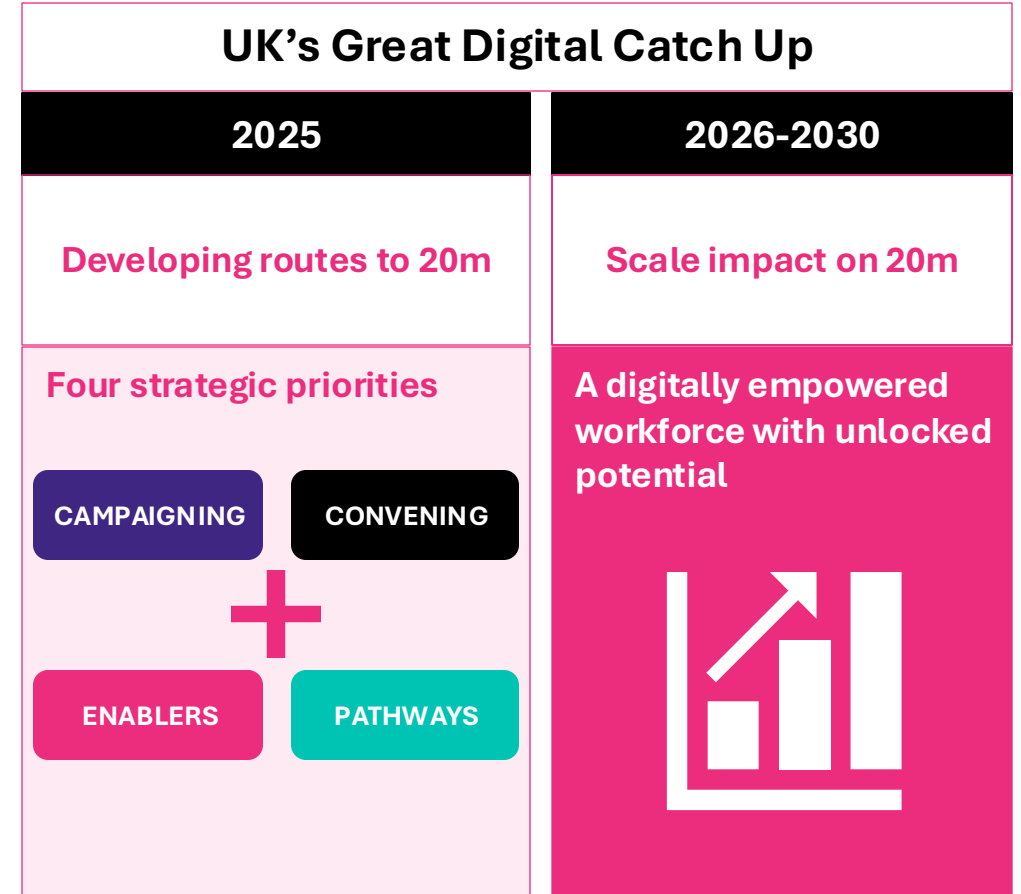 UK’s Great Digital Catch Up
2025
2026-2030
Developing routes to 20m
Scale impact on 20m
Four strategic priorities
CAMPAIGNING
CONVENING
ENABLERS
PATHWAYS
A digitally empowered
workforce with unlocked
potential